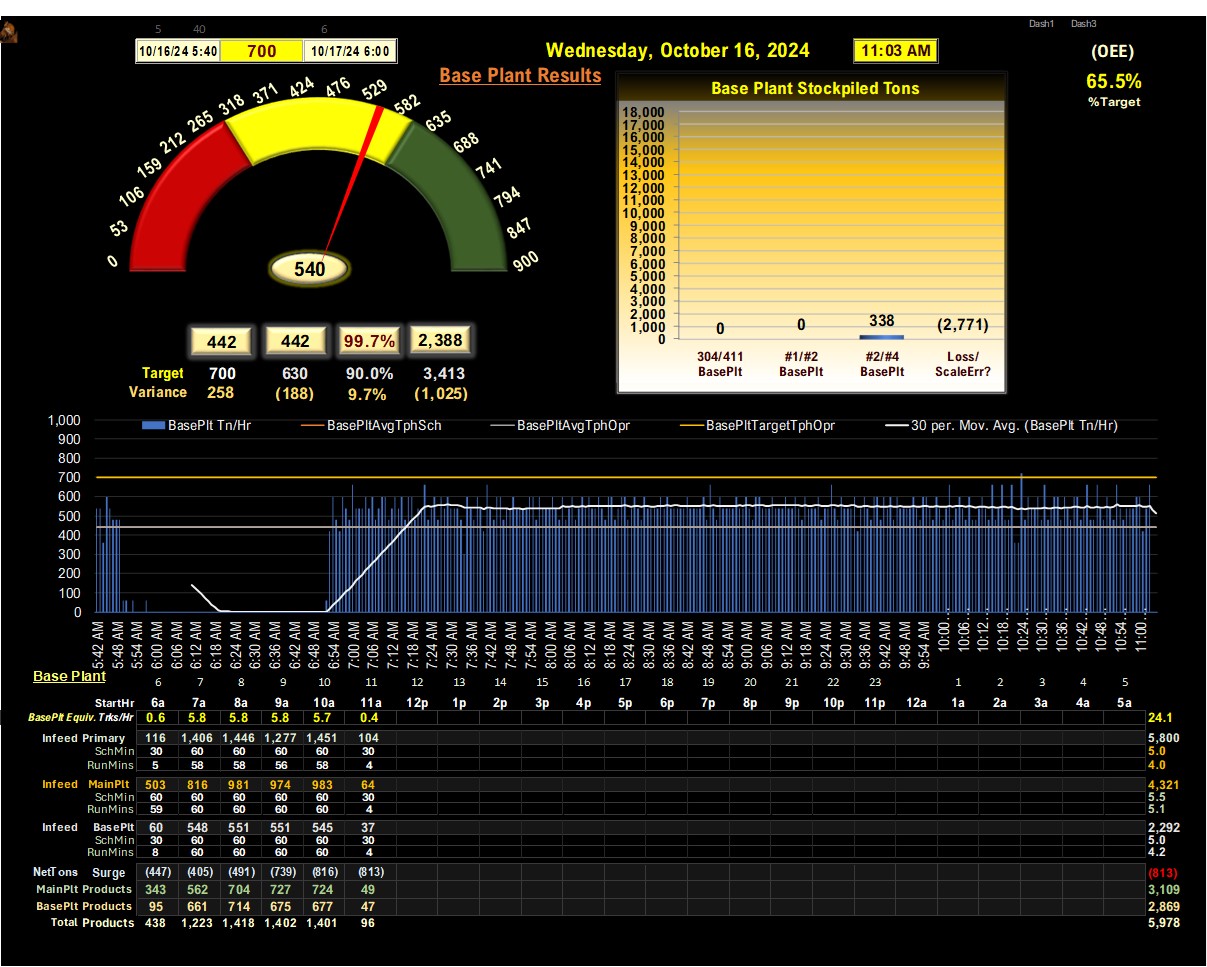 Dash1 Dash3
5 40 6
10/16/24 5:40 700 10/17/24 6:00
Wednesday, October 16, 2024
11:03 AM
(OEE)
65.5%
%Target
Base Plant Results
0 53 106 159 212 265 318 371 424 476 529 582 635 688 741 794 847 900
540
442 442 99.7% 2,388
Target 700 630 90.0% 3,413
Variance 258 (188) 9.7% (1,025)
Base Plant Stockpiled Tons
18,000
17,000
16,000
15,000
14,000
13,000
12,000
11,000
10,000
9,000
8,000
7,000
6,000
5,000
4,000
3,000
2,000
1,000
0
0 0 338 (2,771)
304/411 #1/#2 #2/#4 Loss/
BasePlt BasePlt BasePlt ScaleErr?
BasePlt Tn/Hr BasePltAvgTphSch BasePltAvgTphOpr BasePltTargetTphOpr 30 per. Mov. Avg. (BasePlt Tn/Hr)
1,000
900
800
700
600
500
400
300
200
100
0
5:42 AM 5:48 AM 5:54 AM 6:00 AM 6:06 AM 6:12 AM 6:18 AM 6:24 AM 6:30 AM 6:36 AM 6:42 AM 6:48 AM 6:54 AM 7:00 AM 7:06 AM 7:12 AM 7:18 AM 7:24 AM 7:30 AM 7:36 AM 7:42 AM 7:48 AM 7:54 AM 8:00 AM 8:06 AM 8:12 AM 8:18 AM 8:24 AM 8:30 AM 8:36 AM 8:42 AM 8:48 AM 8:54 AM 9:00 AM 9:06 AM 9:12 AM 9:18 AM 9:24 AM 9:30 AM 9:36 AM 9:42 AM 9:48 AM 9:54 AM 10:00... 10:06... 10:12... 10:18... 10:24... 10:30... 10:36... 10:42... 10:48... 10:54... 11:00...
Base Plant
6 7 8 9 10 11 12 13 14 15 16 17 18 19 20 21 22 23 1 2 3 4 5
StartHr 6a 7a 8a 9a 10a 11a 12p 1p 2p 3p 4p 5p 6p 7p 8p 9p 10p 11p 12a 1a 2a 3a 4a 5a
BasePlt Equiv. Trks/Hr 0.6 5.8 5.8 5.8 5.7 0.4 24.1
Infeed Primary 116 1,406 1,446 1,277 1,451 104 5,800
SchMin 30 60 60 60 60 30 5.0
RunMins 5 58 58 56 58 4 4.0
Infeed MainPlt 503 816 981 974 983 64 4,321
SchMin 60 60 60 60 60 30 5.5
RunMins 59 60 60 60 60 4 5.1
Infeed BasePlt 60 548 551 551 545 37 2,292
SchMin 30 60 60 60 60 30 5.0
RunMins 8 60 60 60 60 4 4.2
NetTons Surge (447) (405) (491) (739) (816) (813) (813)
MainPlt Products 343 562 704 727 724 49 3,109
BasePlt Products 95 661 714 675 677 47 2,869
Total Products 438 1,223 1,418 1,402 1,401 96 5,978